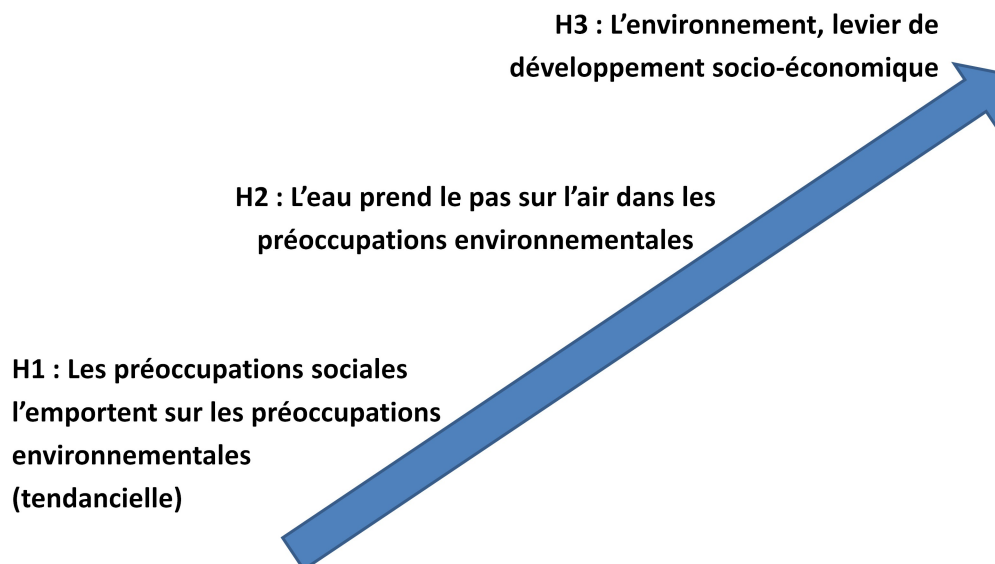 H3 : L’environnement, levier de
développement socio-économique
H2 : L’eau prend le pas sur l’air dans les
préoccupations environnementales
H1 : Les préoccupations sociales
l’emportent sur les préoccupations
environnementales
(tendancielle)